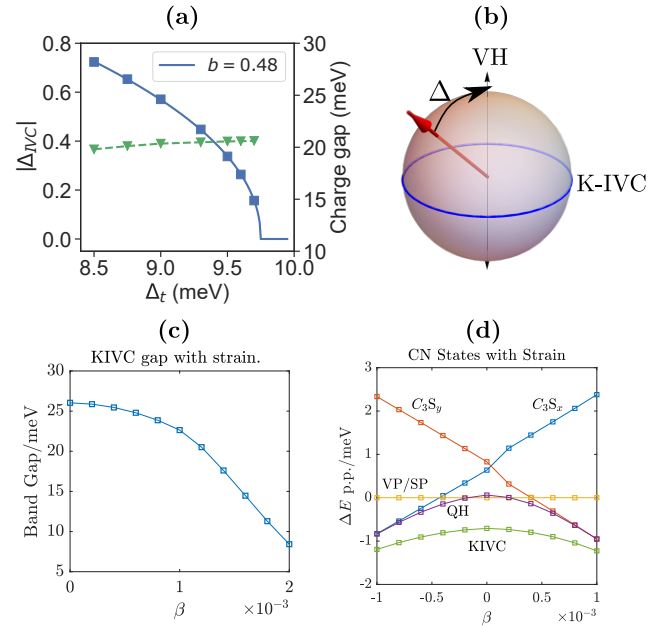 (a)
|Δ_IVC|
0.8
0.6
0.4
0.2
0.0
8.5
9.0
9.5
10.0
Δ_t (meV)
b = 0.48
30
25
20
15
10
Charge gap (meV)
(b)
VH
Δ
K-IVC
(c)
KIVC gap with strain.
Band Gap/meV
30
25
20
15
10
5
0
1
2
β
×10⁻³
(d)
CN States with Strain
ΔE p.p./meV
3
2
1
0
-1
-2
C₃S_y
C₃S_x
VP/SP
QH
KIVC
-1
-0.5
0
0.5
1
β
×10⁻³